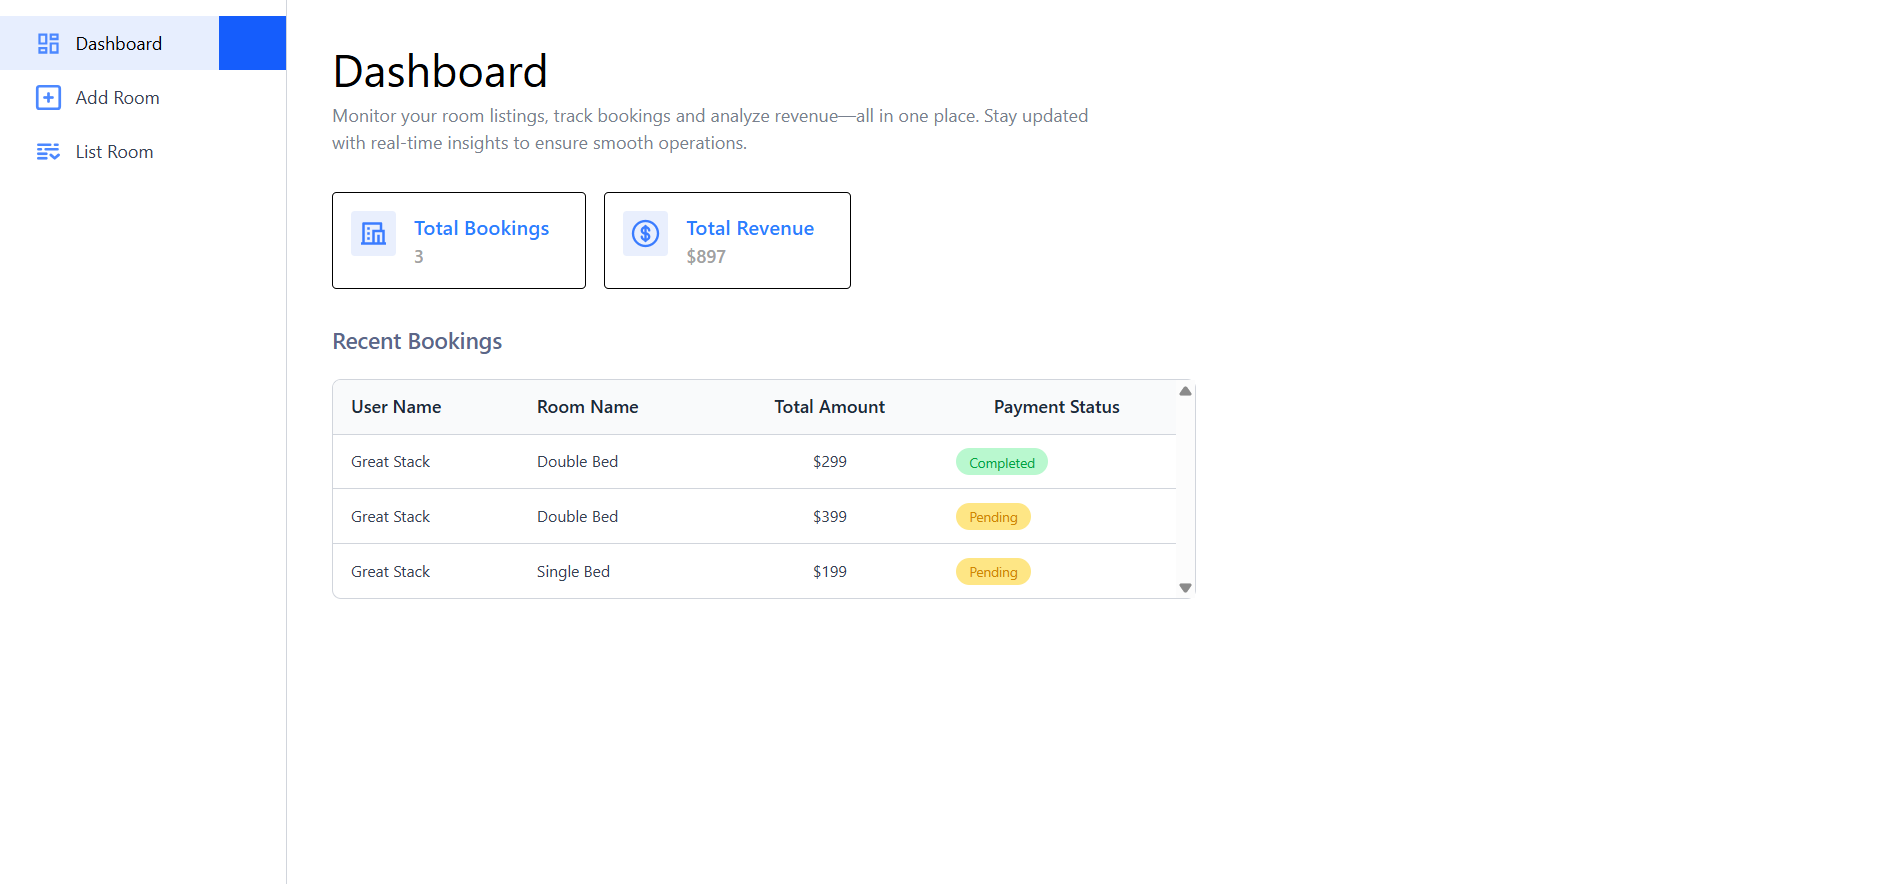 Dashboard
Add Room
List Room
Dashboard
Monitor your room listings, track bookings and analyze revenue—all in one place. Stay updated
with real-time insights to ensure smooth operations.
Total Bookings
3
Total Revenue
$897
Recent Bookings
User Name Room Name Total Amount Payment Status
Great Stack Double Bed $299 Completed
Great Stack Double Bed $399 Pending
Great Stack Single Bed $199 Pending